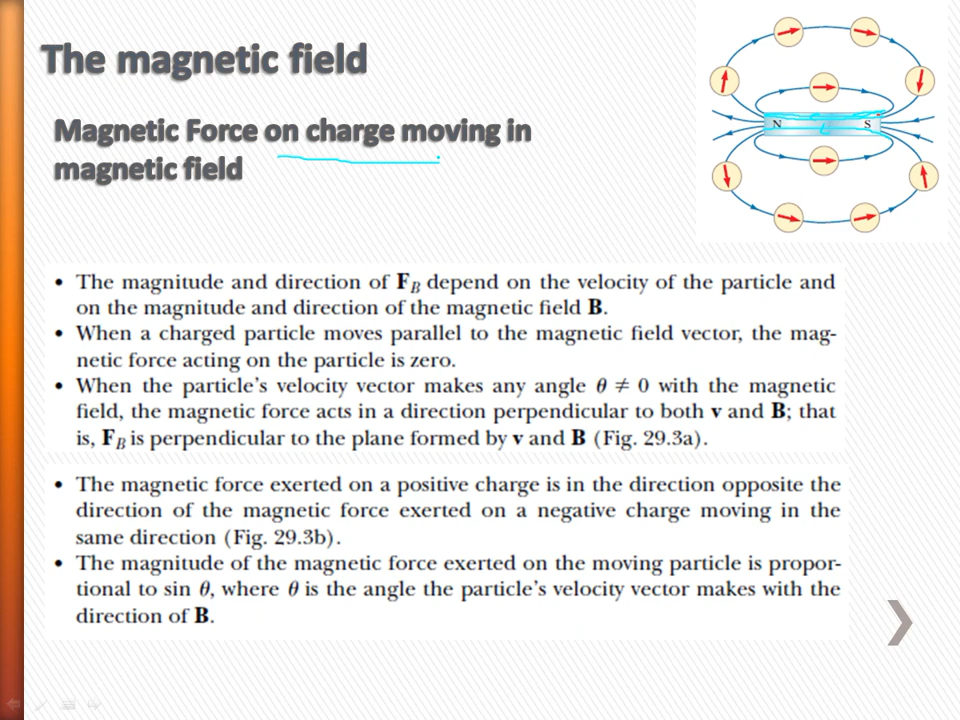 The magnetic field
Magnetic Force on charge moving in
magnetic field
N S
• The magnitude and direction of F_B depend on the velocity of the particle and
on the magnitude and direction of the magnetic field B.
• When a charged particle moves parallel to the magnetic field vector, the mag-
netic force acting on the particle is zero.
• When the particle's velocity vector makes any angle θ ≠ 0 with the magnetic
field, the magnetic force acts in a direction perpendicular to both v and B; that
is, F_B is perpendicular to the plane formed by v and B (Fig. 29.3a).
• The magnetic force exerted on a positive charge is in the direction opposite the
direction of the magnetic force exerted on a negative charge moving in the
same direction (Fig. 29.3b).
• The magnitude of the magnetic force exerted on the moving particle is propor-
tional to sin θ, where θ is the angle the particle's velocity vector makes with the
direction of B.